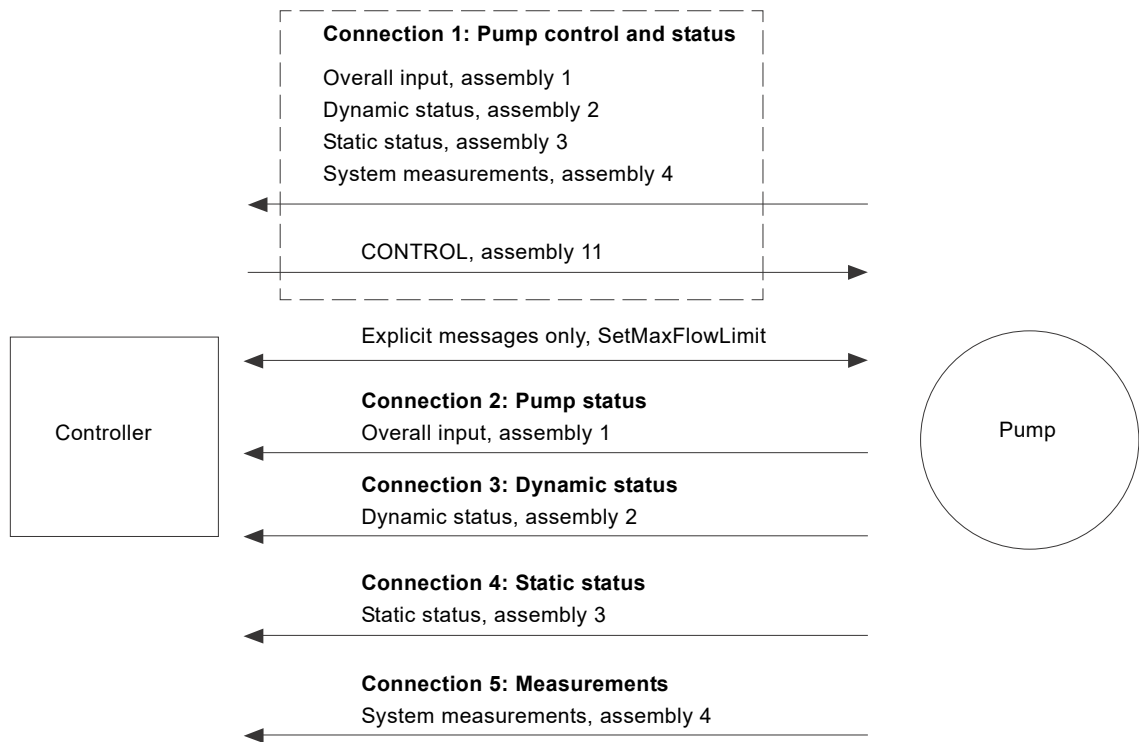 Connection 1: Pump control and status
Overall input, assembly 1
Dynamic status, assembly 2
Static status, assembly 3
System measurements, assembly 4
CONTROL, assembly 11
Explicit messages only, SetMaxFlowLimit
Controller
Pump
Connection 2: Pump status
Overall input, assembly 1
Connection 3: Dynamic status
Dynamic status, assembly 2
Connection 4: Static status
Static status, assembly 3
Connection 5: Measurements
System measurements, assembly 4